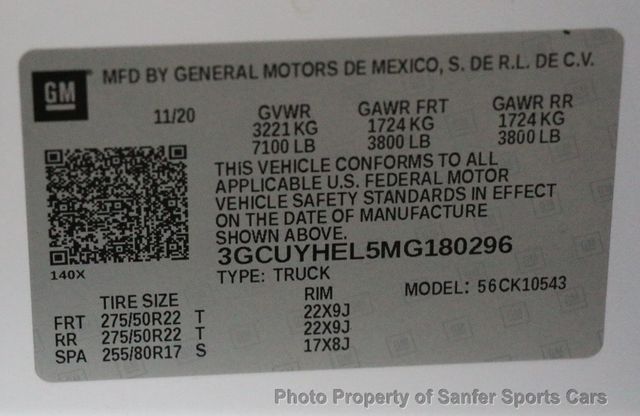 GM
MFD BY GENERAL MOTORS DE MEXICO, S. DE R.L. DE C.V.
11/20
GVWR GAWR FRT GAWR RR
3221 KG 1724 KG 1724 KG
7100 LB 3800 LB 3800 LB
THIS VEHICLE CONFORMS TO ALL
APPLICABLE U.S. FEDERAL MOTOR
VEHICLE SAFETY STANDARDS IN EFFECT
ON THE DATE OF MANUFACTURE
SHOWN ABOVE.
3GCUYHEL5MG180296
140X
TYPE: TRUCK
MODEL: 56CK10543
TIRE SIZE RIM
FRT 275/50R22 T 22X9J
RR 275/50R22 T 22X9J
SPA 255/80R17 S 17X8J
Photo Property of Sanfer Sports Cars